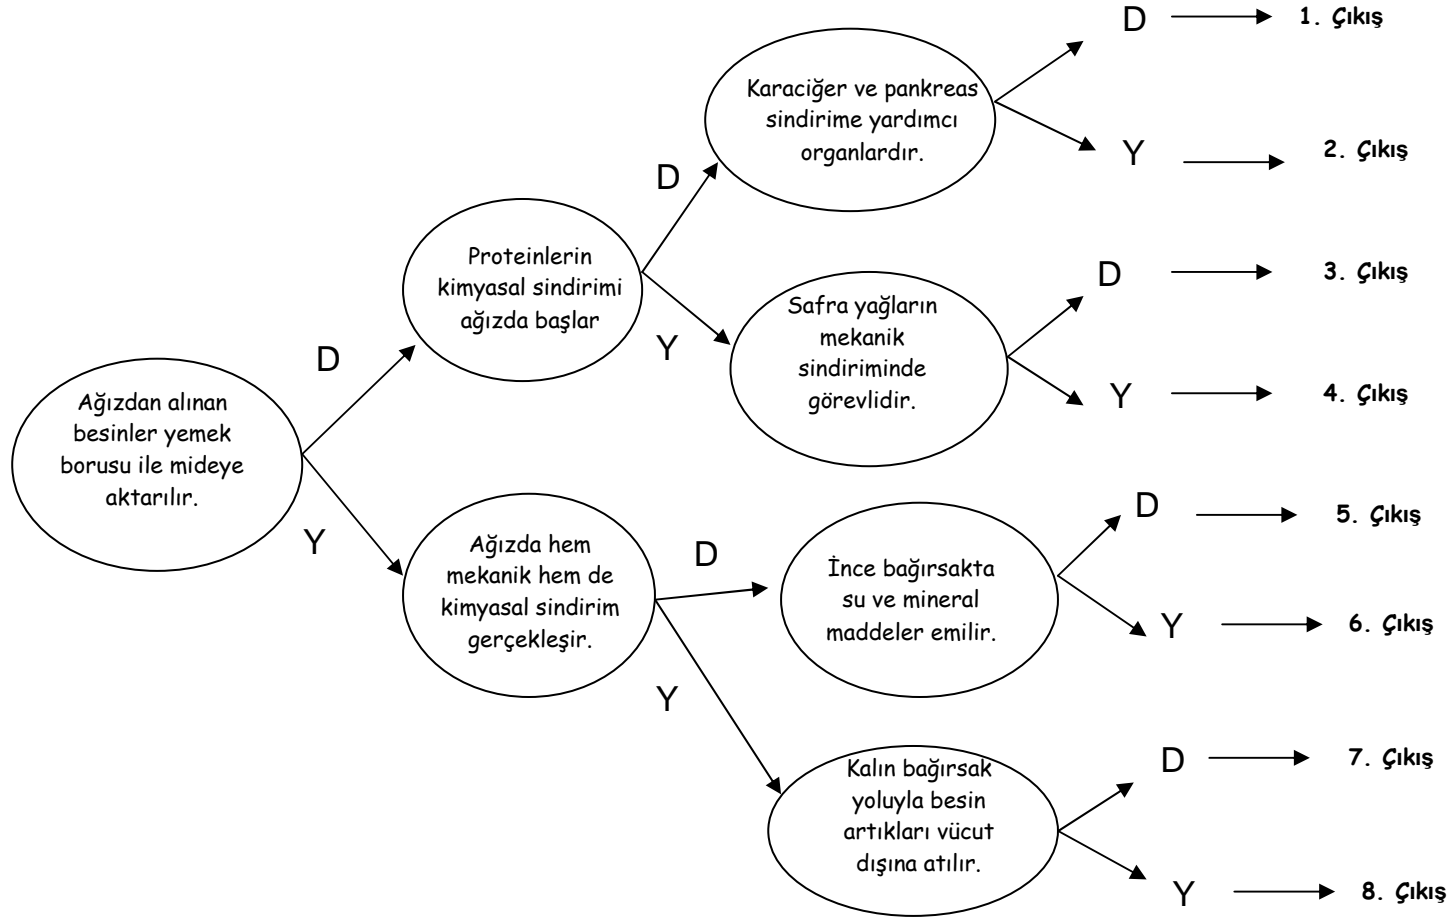 Ağızdan alınan
besinler yemek
borusu ile mideye
aktarılır.
D
Y
Proteinlerin
kimyasal sindirimi
ağızda başlar
D
Y
Ağızda hem
mekanik hem de
kimyasal sindirim
gerçekleşir.
D
Y
Karaciğer ve pankreas
sindirime yardımcı
organlardır.
D
1. Çıkış
Y
2. Çıkış
Safra yağların
mekanik
sindiriminde
görevlidir.
D
3. Çıkış
Y
4. Çıkış
İnce bağırsakta
su ve mineral
maddeler emilir.
D
5. Çıkış
Y
6. Çıkış
Kalın bağırsak
yoluyla besin
artıkları vücut
dışına atılır.
D
7. Çıkış
Y
8. Çıkış